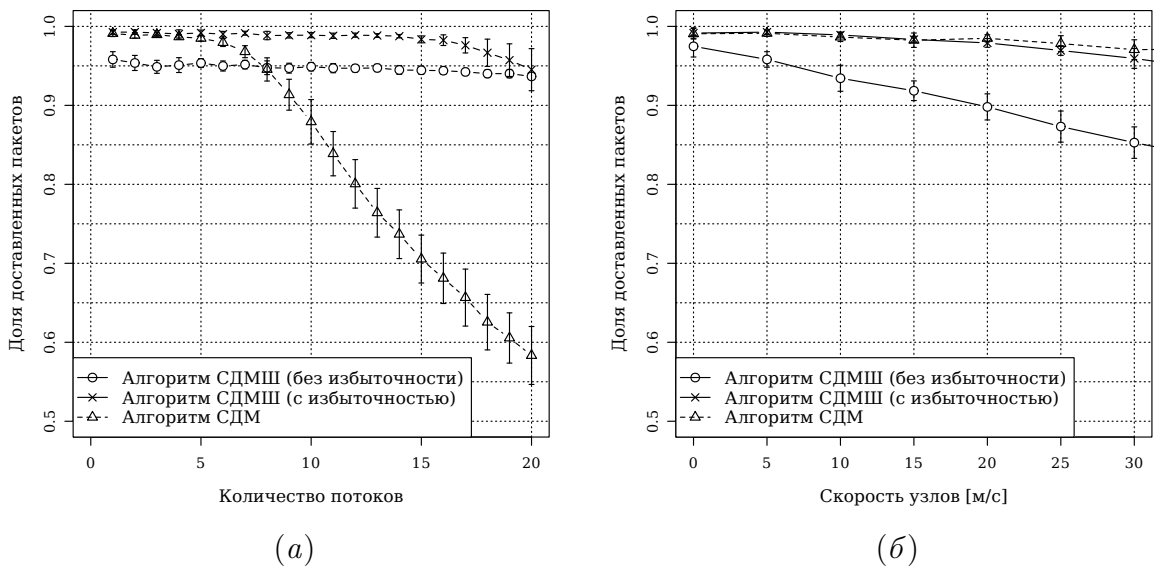 Доля доставленных пакетов
1.0
0.9
0.8
0.7
0.6
0.5
Алгоритм СДМШ (без избыточности)
Алгоритм СДМШ (с избыточностью)
Алгоритм СДМ
0 5 10 15 20
Количество потоков
(а)
Доля доставленных пакетов
1.0
0.9
0.8
0.7
0.6
0.5
Алгоритм СДМШ (без избыточности)
Алгоритм СДМШ (с избыточностью)
Алгоритм СДМ
0 5 10 15 20 25 30
Скорость узлов [м/с]
(б)